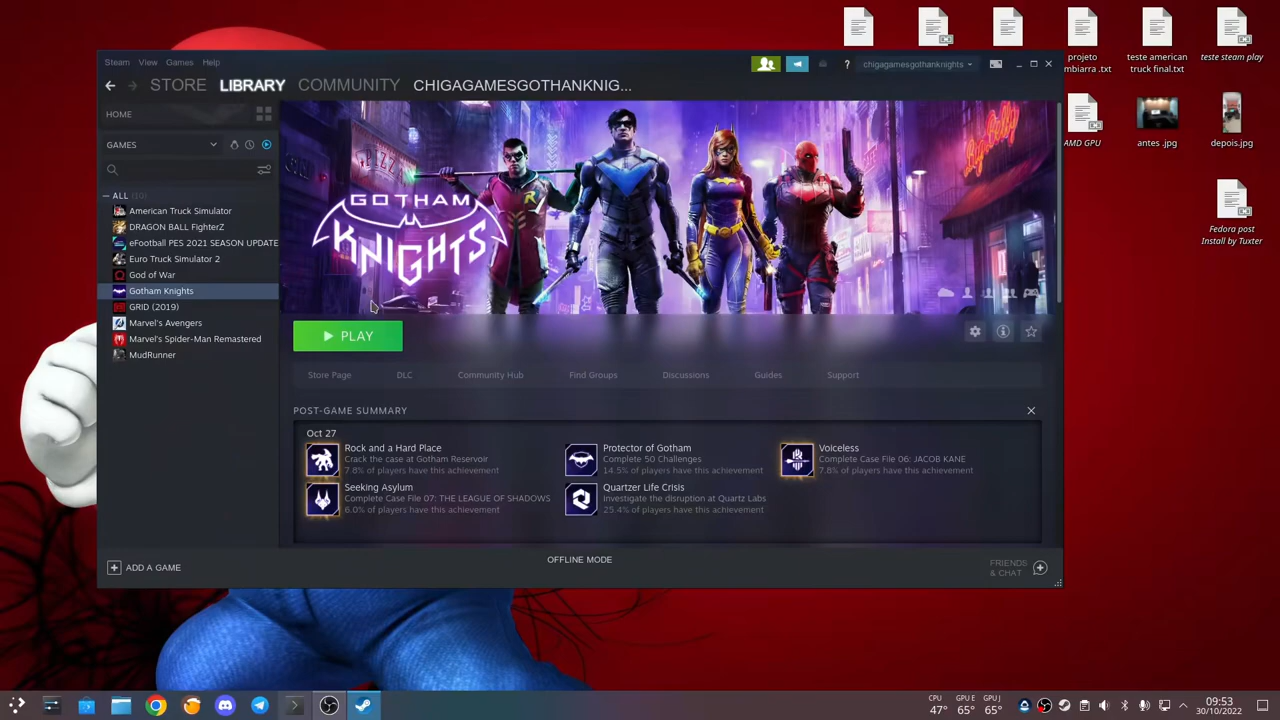 projeto
mbiarra .txt
teste american
truck final.txt
teste steam play
AMD GPU
antes .jpg
depois.jpg
Fedora post
Install by Tuxter
Steam View Games Help
? chigagamesgothanknights
STORE LIBRARY COMMUNITY CHIGAGAMESGOTHANKNIG...
HOME
GAMES
ALL (10)
American Truck Simulator
DRAGON BALL FighterZ
eFootball PES 2021 SEASON UPDATE
Euro Truck Simulator 2
God of War
Gotham Knights
GRID (2019)
Marvel's Avengers
Marvel's Spider-Man Remastered
MudRunner
GOTHAM
KNIGHTS
PLAY
Store Page DLC Community Hub Find Groups Discussions Guides Support
POST-GAME SUMMARY
Oct 27
Rock and a Hard Place
Crack the case at Gotham Reservoir
7.8% of players have this achievement
Protector of Gotham
Complete 50 Challenges
14.5% of players have this achievement
Voiceless
Complete Case File 06: JACOB KANE
7.8% of players have this achievement
Seeking Asylum
Complete Case File 07: THE LEAGUE OF SHADOWS
6.0% of players have this achievement
Quartzer Life Crisis
Investigate the disruption at Quartz Labs
25.4% of players have this achievement
ADD A GAME
OFFLINE MODE
FRIENDS
& CHAT
CPU GPU E GPU J
47° 65° 65°
09:53
30/10/2022